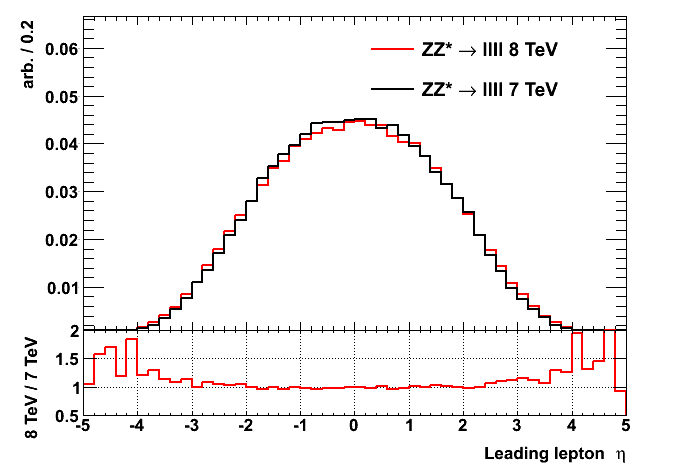 arb. / 0.2
0.06
0.05
0.04
0.03
0.02
0.01
ZZ* → llll 8 TeV
ZZ* → llll 7 TeV
8 TeV / 7 TeV
2
1.5
1
0.5
-5 -4 -3 -2 -1 0 1 2 3 4 5
Leading lepton η